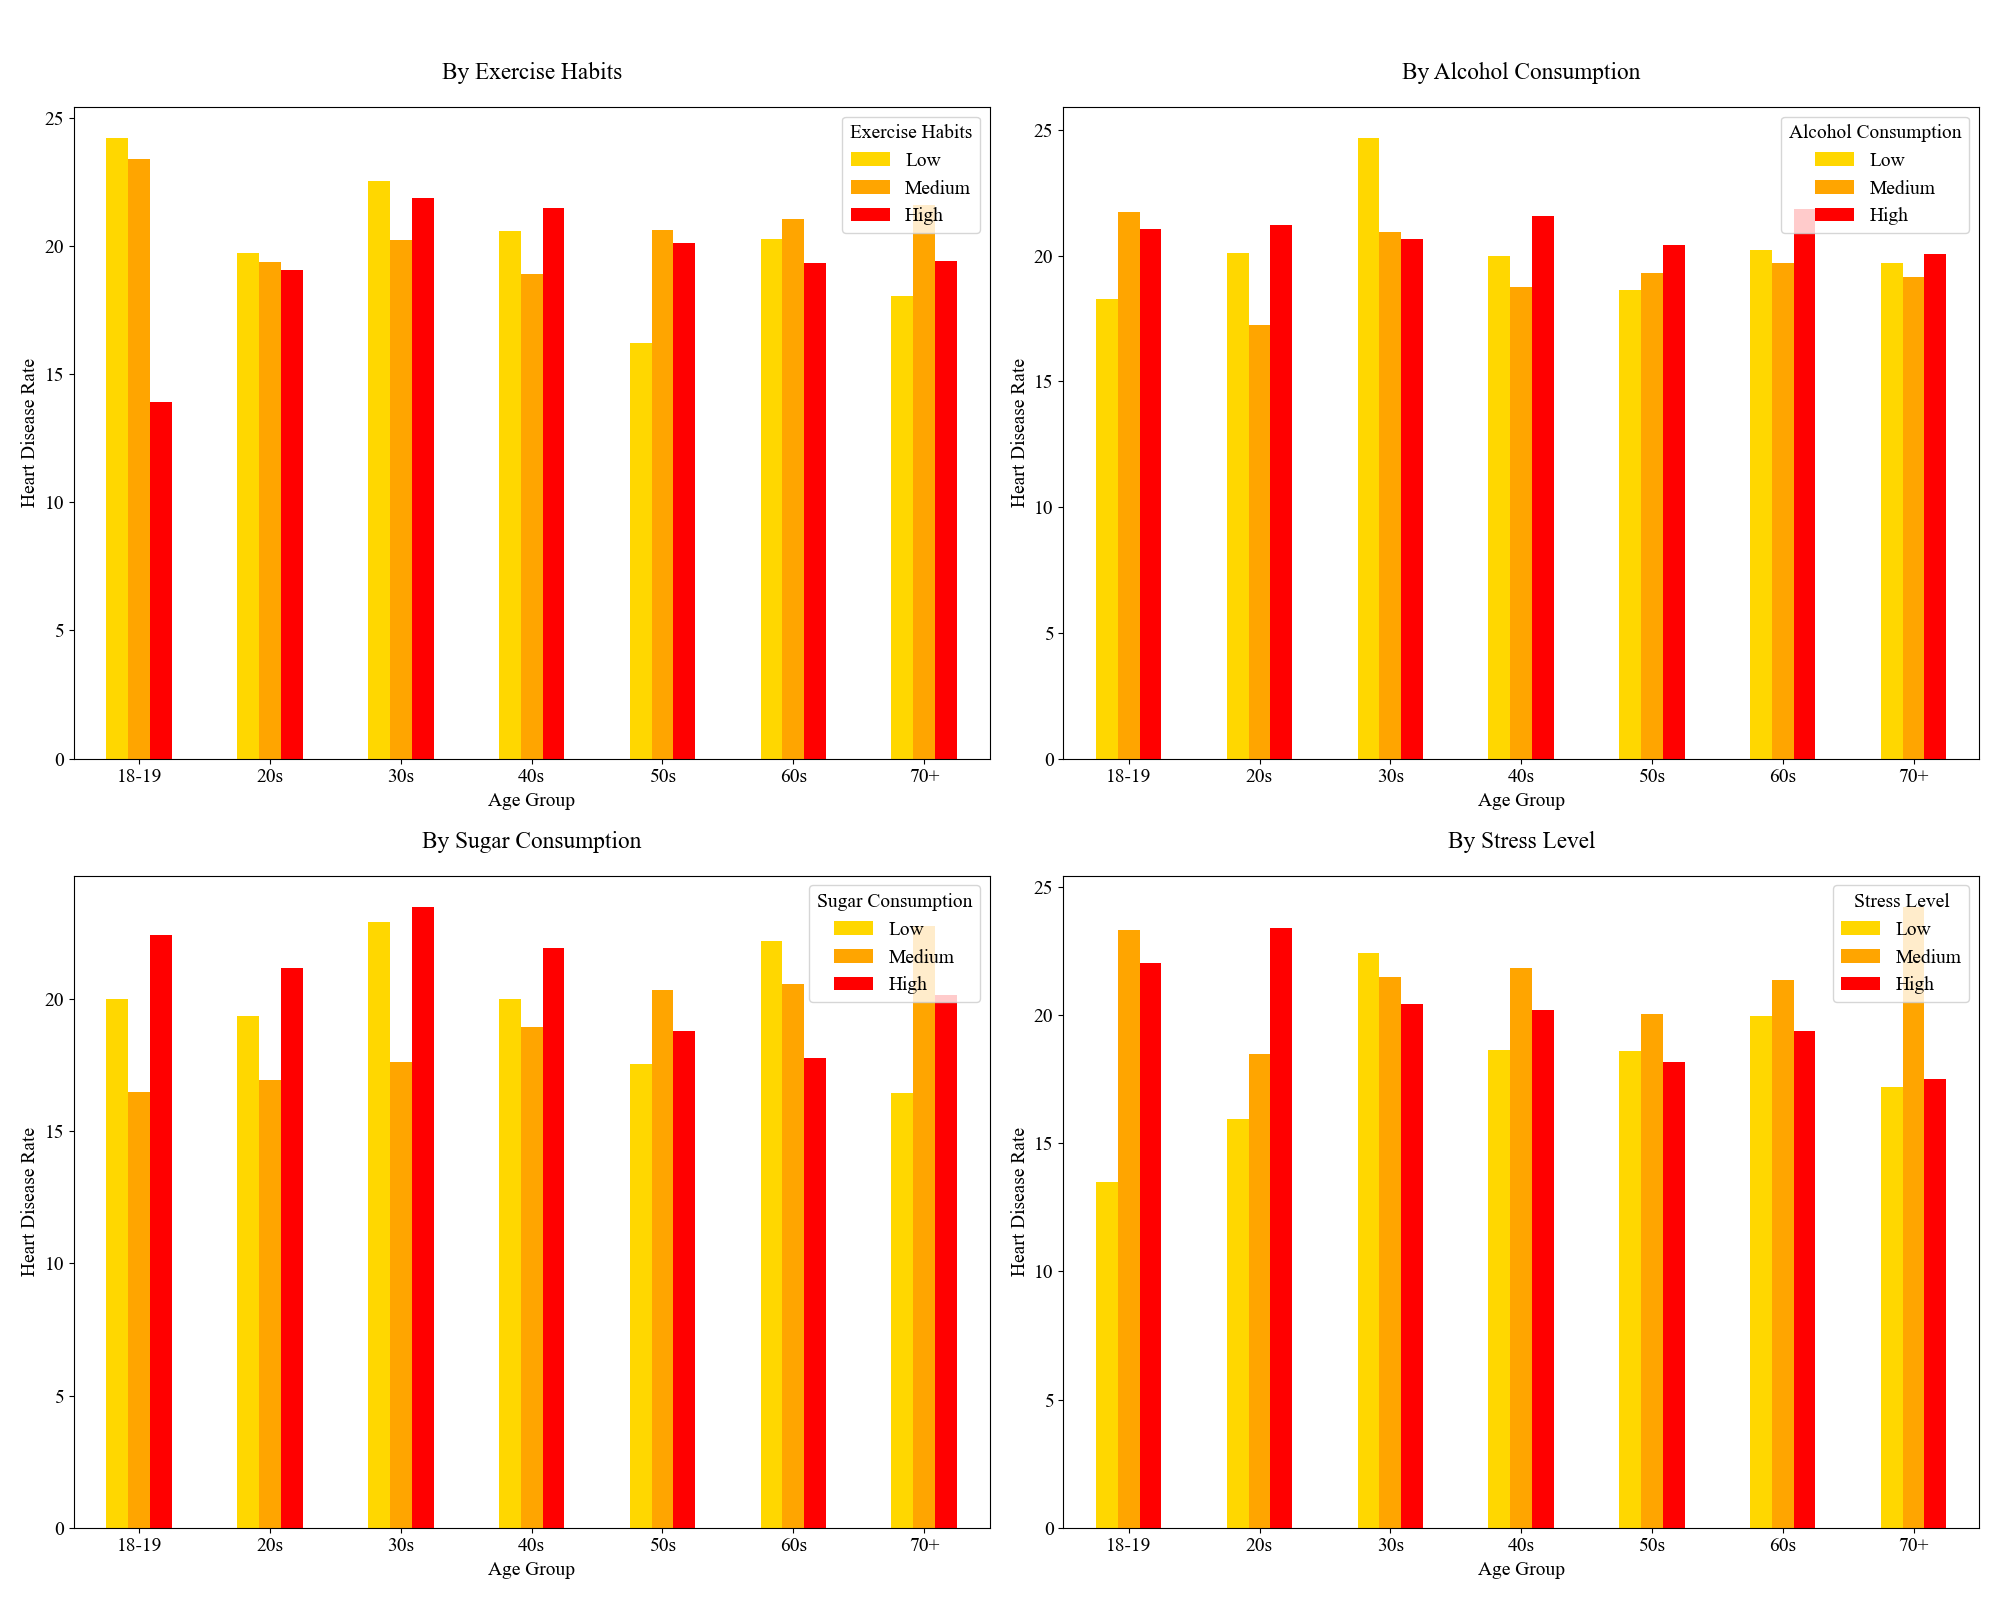 By Exercise Habits
25
20
15
10
5
0
Heart Disease Rate
Exercise Habits
Low
Medium
High
18-19 20s 30s 40s 50s 60s 70+
Age Group
By Alcohol Consumption
25
20
15
10
5
0
Heart Disease Rate
Alcohol Consumption
Low
Medium
High
18-19 20s 30s 40s 50s 60s 70+
Age Group
By Sugar Consumption
20
15
10
5
0
Heart Disease Rate
Sugar Consumption
Low
Medium
High
18-19 20s 30s 40s 50s 60s 70+
Age Group
By Stress Level
25
20
15
10
5
0
Heart Disease Rate
Stress Level
Low
Medium
High
18-19 20s 30s 40s 50s 60s 70+
Age Group